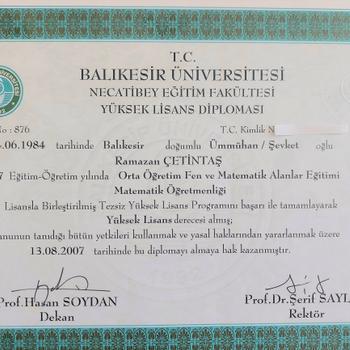 T.C.
BALIKESİR ÜNİVERSİTESİ
NECATİBEY EĞİTİM FAKÜLTESİ
YÜKSEK LİSANS DİPLOMASI
No : 876 T.C. Kimlik N
.06.1984 tarihinde Balıkesir doğumlu Ümmühan / Şevket oğlu
Ramazan ÇETİNTAŞ
7 Eğitim-Öğretim yılında Orta Öğretim Fen ve Matematik Alanlar Eğitimi
Matematik Öğretmenliği
Lisansla Birleştirilmiş Tezsiz Yüksek Lisans Programını başarı ile tamamlayarak
Yüksek Lisans derecesi almış;
anunun tanıdığı bütün yetkileri kullanmak ve yasal haklarından yararlanmak üzere
13.08.2007 tarihinde bu diplomayı almaya hak kazanmıştır.
Prof.Hasan SOYDAN Prof.Dr.Şerif SAYL
Dekan Rektör